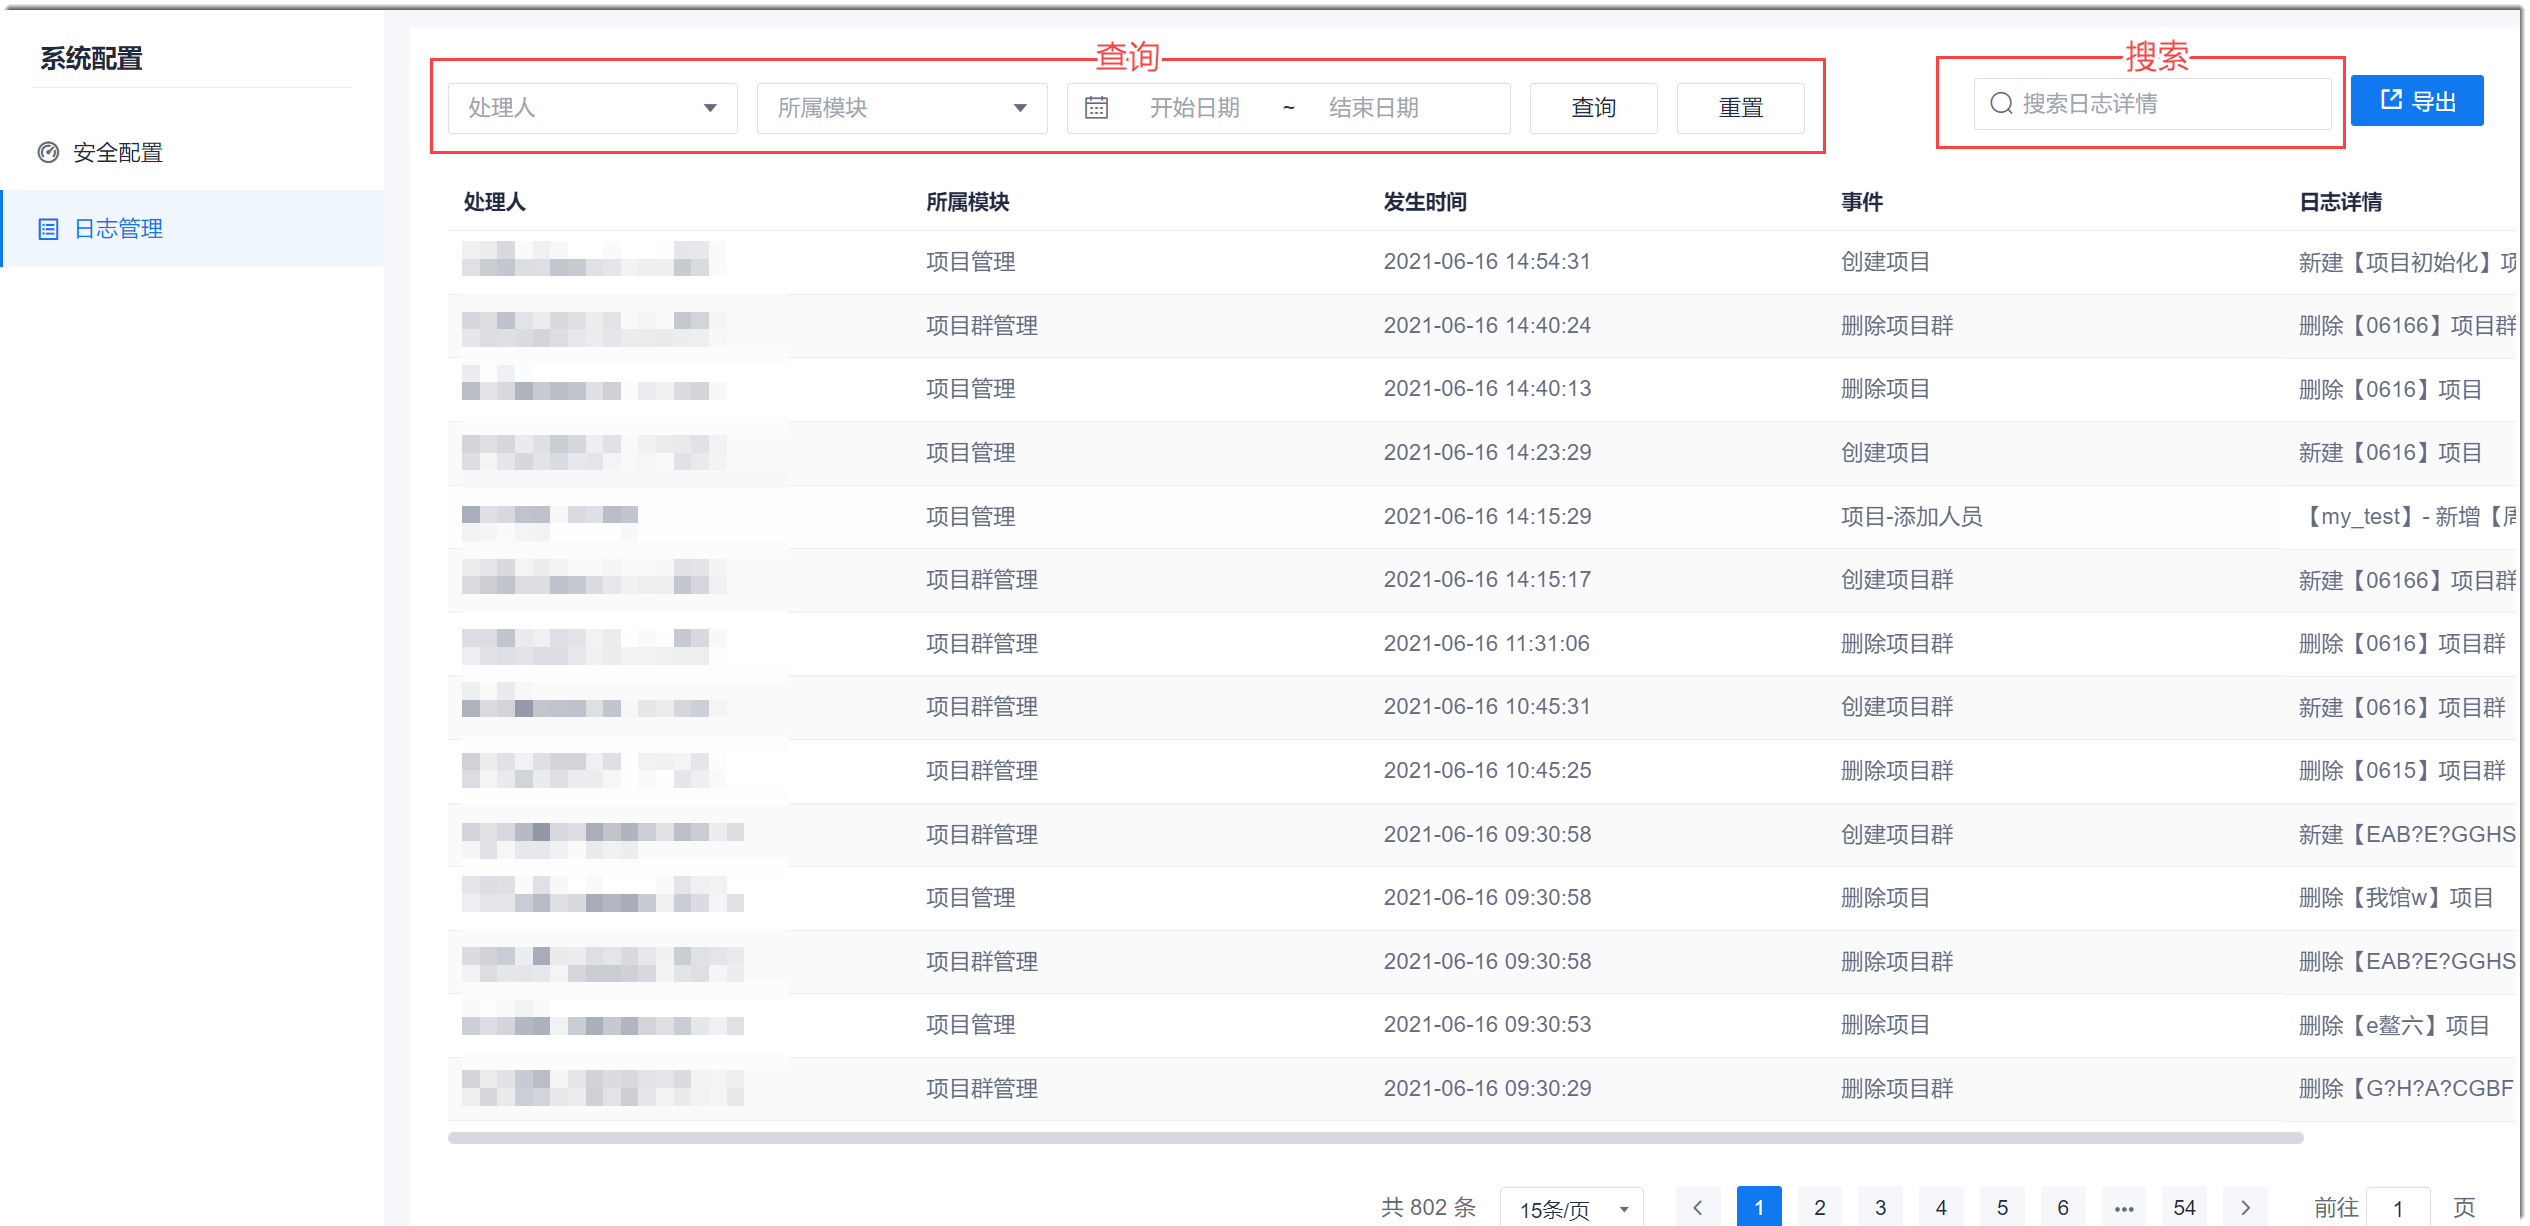 系统配置
安全配置
日志管理
查询
搜索
处理人 所属模块 开始日期 ~ 结束日期 查询 重置 搜索日志详情 导出
处理人 所属模块 发生时间 事件 日志详情
项目管理 2021-06-16 14:54:31 创建项目 新建【项目初始化】项
项目群管理 2021-06-16 14:40:24 删除项目群 删除【06166】项目群
项目管理 2021-06-16 14:40:13 删除项目 删除【0616】项目
项目管理 2021-06-16 14:23:29 创建项目 新建【0616】项目
项目管理 2021-06-16 14:15:29 项目-添加人员 【my_test】- 新增【
项目群管理 2021-06-16 14:15:17 创建项目群 新建【06166】项目群
项目群管理 2021-06-16 11:31:06 删除项目群 删除【0616】项目群
项目群管理 2021-06-16 10:45:31 创建项目群 新建【0616】项目群
项目群管理 2021-06-16 10:45:25 删除项目群 删除【0615】项目群
项目群管理 2021-06-16 09:30:58 创建项目群 新建【EAB?E?GGHS
项目管理 2021-06-16 09:30:58 删除项目 删除【我馆w】项目
项目群管理 2021-06-16 09:30:58 删除项目群 删除【EAB?E?GGHS
项目管理 2021-06-16 09:30:53 删除项目 删除【e鳌六】项目
项目群管理 2021-06-16 09:30:29 删除项目群 删除【G?H?A?CGBF
共 802 条 15条/页 < 1 2 3 4 5 6 ••• 54 > 前往 1 页